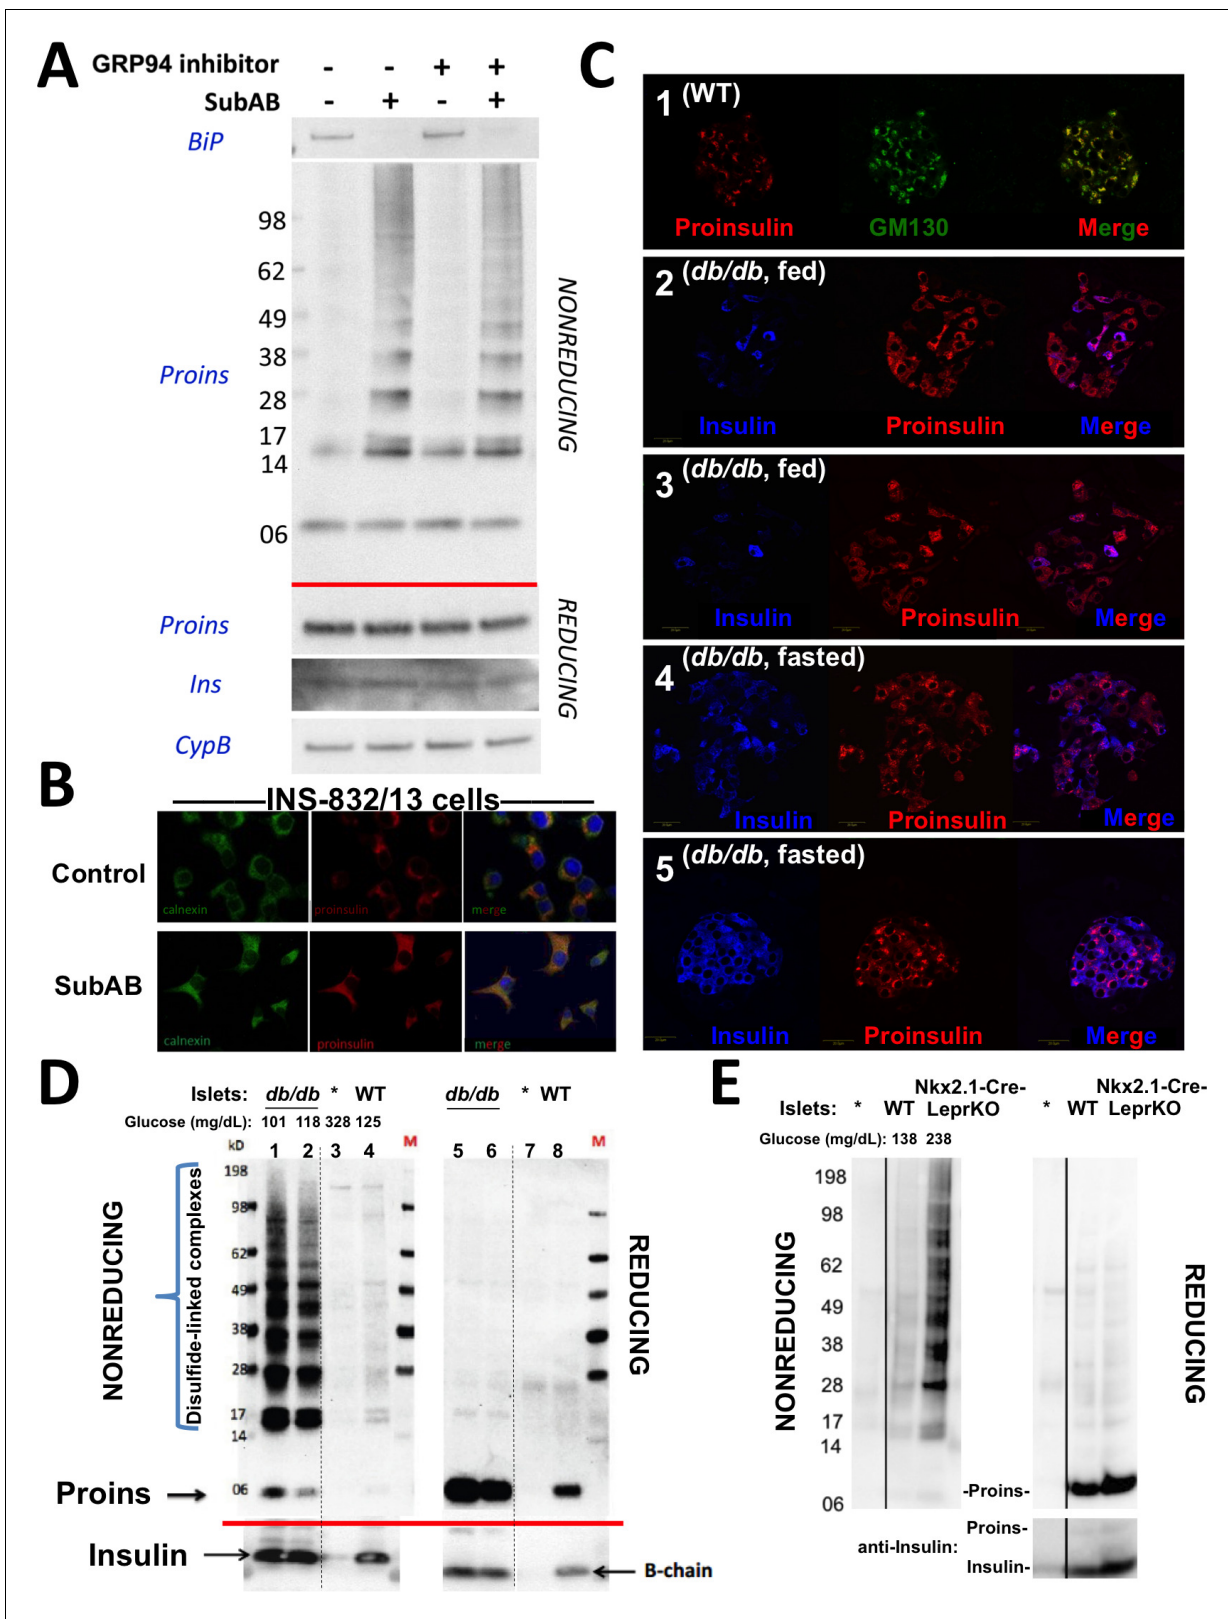 A
GRP94 inhibitor - - + +
SubAB - + - +
BiP
98
62
49
38
Proins
28
17
14
06
NONREDUCING
Proins
Ins
CypB
REDUCING
B
INS-832/13 cells
Control
calnexin proinsulin merge
SubAB
calnexin proinsulin merge
C
1 (WT)
Proinsulin GM130 Merge
2 (db/db, fed)
Insulin Proinsulin Merge
3 (db/db, fed)
Insulin Proinsulin Merge
4 (db/db, fasted)
Insulin Proinsulin Merge
5 (db/db, fasted)
Insulin Proinsulin Merge
D
Islets: db/db * WT db/db * WT
Glucose (mg/dL): 101 118 328 125
kD 1 2 3 4 M 5 6 7 8 M
198
98
62
49
38
28
17
14
06
NONREDUCING
Disulfide-linked complexes
REDUCING
Proins
Insulin
B-chain
E
Nkx2.1-Cre- Nkx2.1-Cre-
Islets: * WT LeprKO * WT LeprKO
Glucose (mg/dL): 138 238
198
98
62
49
38
28
17
14
06
NONREDUCING
REDUCING
-Proins-
Proins-
anti-Insulin:
Insulin-